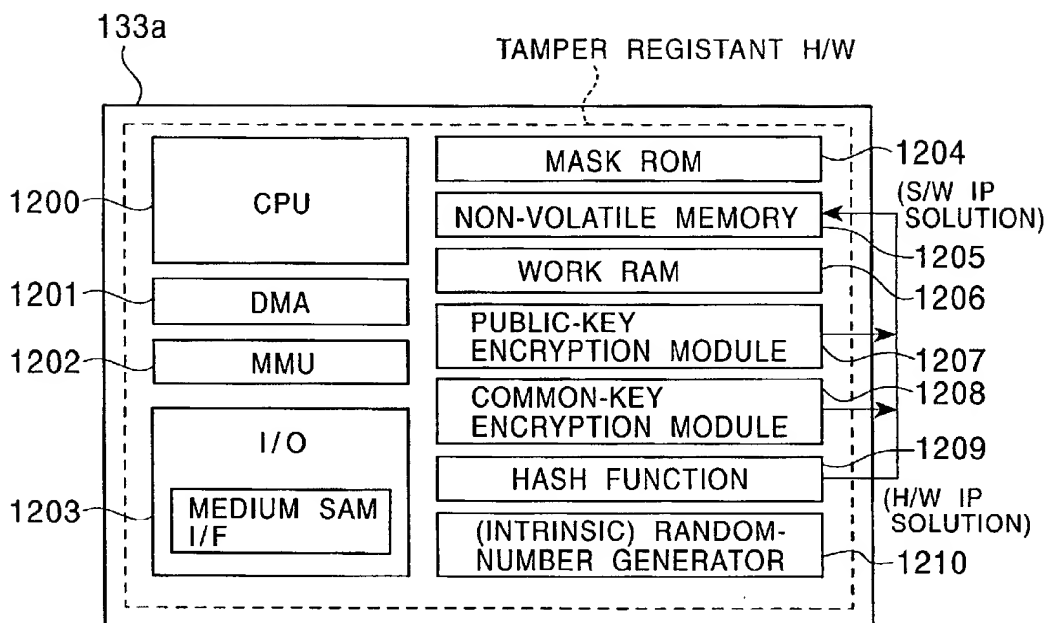 133a
TAMPER REGISTANT H/W
1200
CPU
1201
DMA
1202
MMU
1203
I/O
MEDIUM SAM
I/F
MASK ROM
1204
(S/W IP
SOLUTION)
NON-VOLATILE MEMORY
1205
WORK RAM
1206
PUBLIC-KEY
ENCRYPTION MODULE
1207
COMMON-KEY
ENCRYPTION MODULE
1208
HASH FUNCTION
1209
(H/W IP
SOLUTION)
(INTRINSIC) RANDOM-
NUMBER GENERATOR
1210